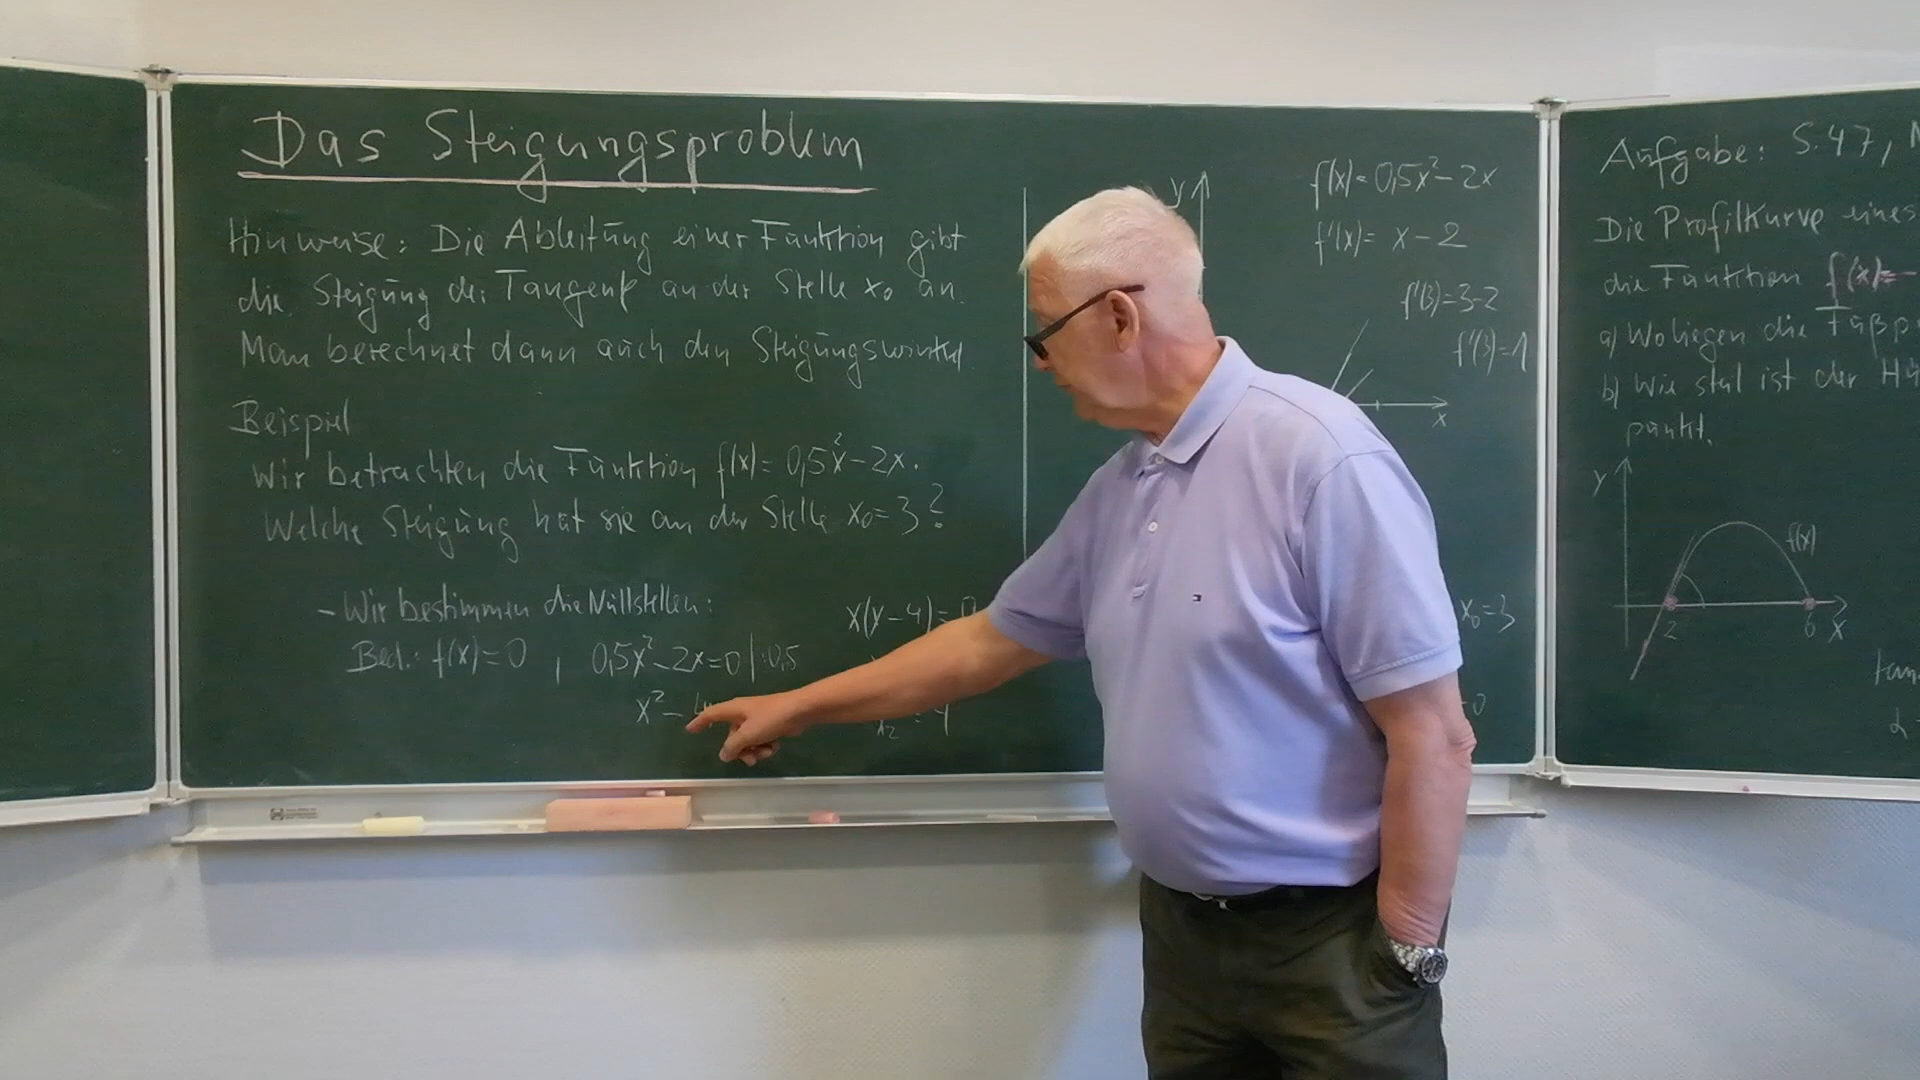 Das Steigungsproblem
Hinweise: Die Ableitung einer Funktion gibt
die Steigung der Tangente an der Stelle x₀ an.
Man berechnet dann auch den Steigungswinkel
Beispiel
Wir betrachten die Funktion f(x)= 0,5x²-2x.
Welche Steigung hat sie an der Stelle x₀=3?
- Wir bestimmen die Nullstellen:
Bed.: f(x)=0 , 0,5x²-2x=0 |:0,5
x² -
x(x-4)=0
x₂ = 4
y
f(x)= 0,5x²-2x
f'(x)= x-2
f'(3)=3-2
f'(3)=1
x
x₀=3
Aufgabe: S.47,
Die Profilkurve eines
die Funktion f(x)=-
a) Wo liegen die
b) Wie steil ist der
punkt.
y
f(x)
2 6 x
tan
α